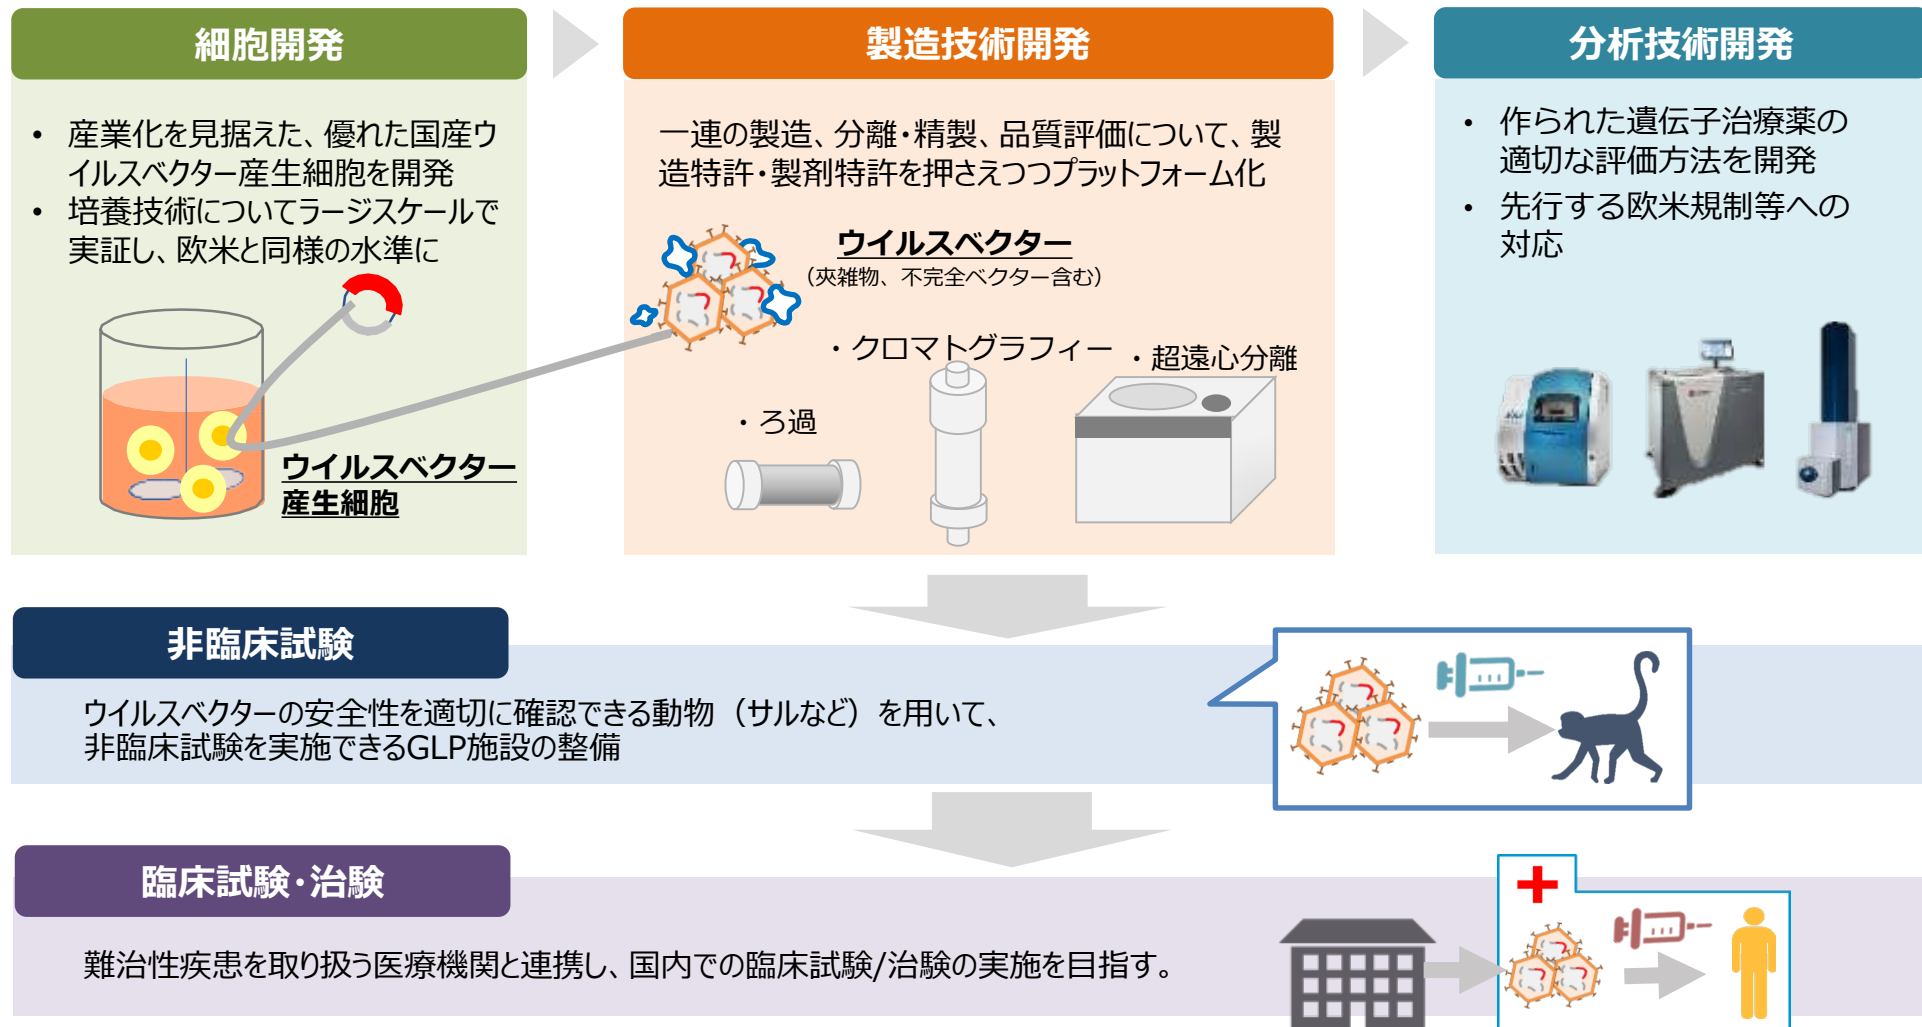 細胞開発
• 産業化を見据えた、優れた国産ウ
イルスベクター産生細胞を開発
• 培養技術についてラージスケールで
実証し、欧米と同様の水準に
ウイルスベクター
産生細胞
製造技術開発
一連の製造、分離・精製、品質評価について、製
造特許・製剤特許を押さえつつプラットフォーム化
ウイルスベクター
（夾雑物、不完全ベクター含む）
・ろ過
・クロマトグラフィー
・超遠心分離
分析技術開発
• 作られた遺伝子治療薬の
適切な評価方法を開発
• 先行する欧米規制等への
対応
非臨床試験
ウイルスベクターの安全性を適切に確認できる動物（サルなど）を用いて、
非臨床試験を実施できるGLP施設の整備
臨床試験・治験
難治性疾患を取り扱う医療機関と連携し、国内での臨床試験/治験の実施を目指す。